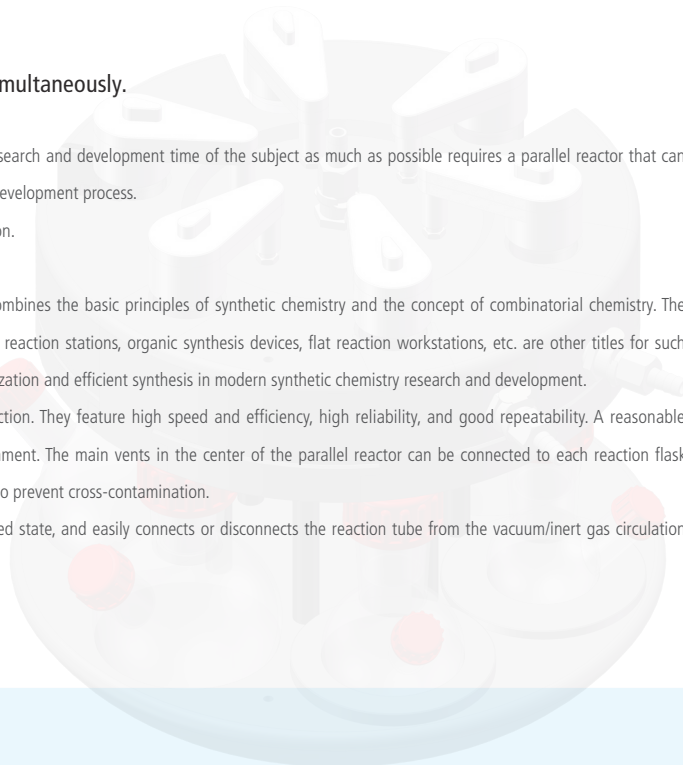 multaneously.
search and development time of the subject as much as possible requires a parallel reactor that can
evelopment process.
on.
ombines the basic principles of synthetic chemistry and the concept of combinatorial chemistry. The
reaction stations, organic synthesis devices, flat reaction workstations, etc. are other titles for such
zation and efficient synthesis in modern synthetic chemistry research and development.
ction. They feature high speed and efficiency, high reliability, and good repeatability. A reasonable
nment. The main vents in the center of the parallel reactor can be connected to each reaction flask
o prevent cross-contamination.
ed state, and easily connects or disconnects the reaction tube from the vacuum/inert gas circulation